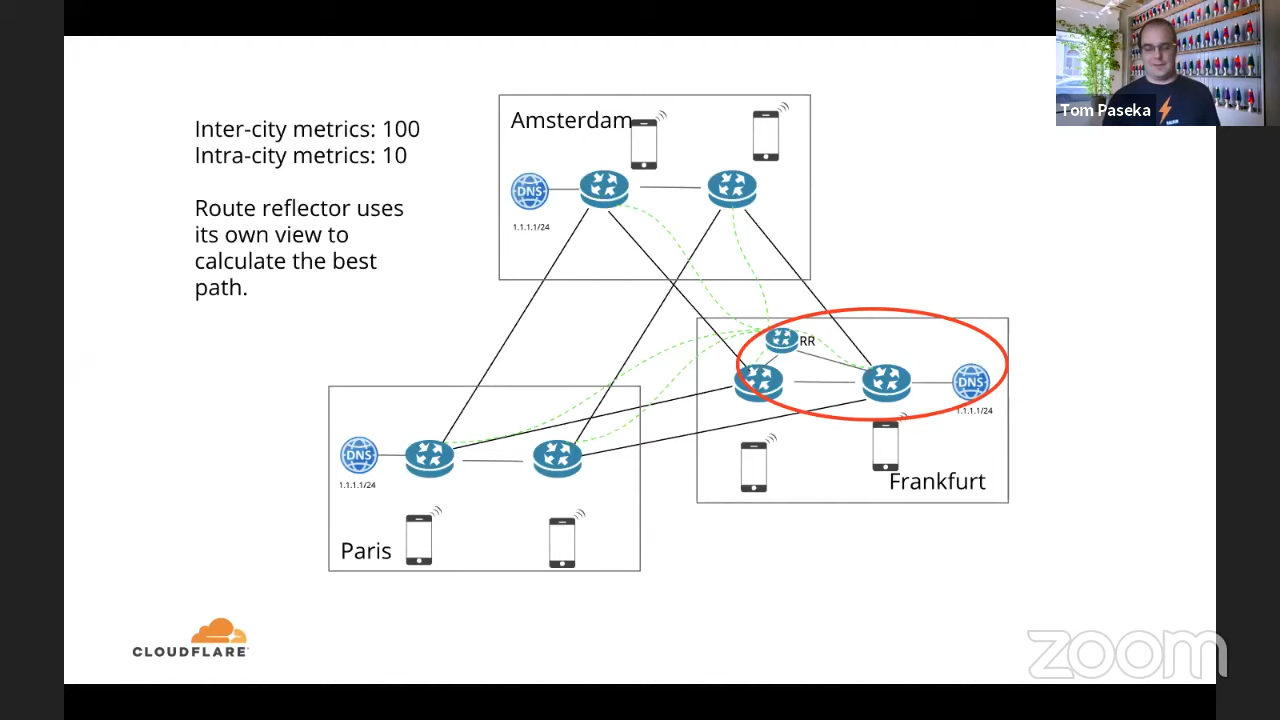 Inter-city metrics: 100
Intra-city metrics: 10
Route reflector uses
its own view to
calculate the best
path.
Amsterdam
DNS
1.1.1.1/24
RR
DNS
1.1.1.1/24
Frankfurt
DNS
1.1.1.1/24
Paris
CLOUDFLARE
Tom Paseka
zoom